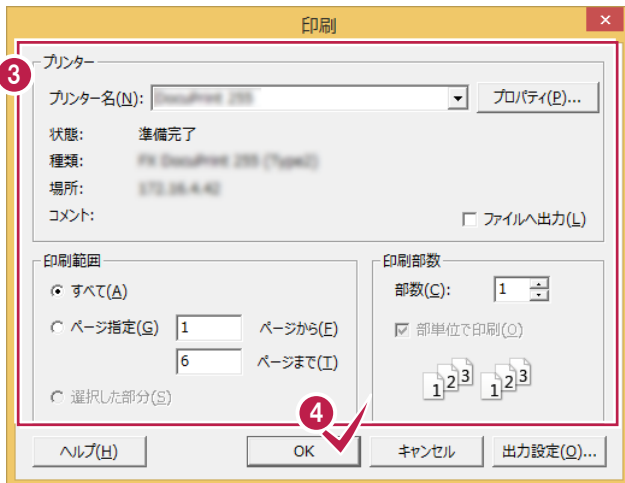 印刷
3
プリンター
プリンター名(N):
プロパティ(P)...
状態: 準備完了
種類:
場所:
コメント:
ファイルへ出力(L)
印刷範囲
すべて(A)
ページ指定(G) 1 ページから(F)
6 ページまで(T)
選択した部分(S)
印刷部数
部数(C): 1
部単位で印刷(O)
1 2 3 1 2 3
4
ヘルプ(H) OK キャンセル 出力設定(O)...